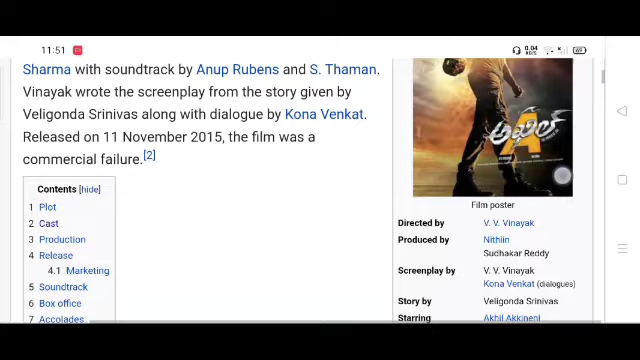 11:51
0.04
KB/S
Sharma with soundtrack by Anup Rubens and S. Thaman.
Vinayak wrote the screenplay from the story given by
Veligonda Srinivas along with dialogue by Kona Venkat.
Released on 11 November 2015, the film was a
commercial failure.[2]
Contents [hide]
1 Plot
2 Cast
3 Production
4 Release
4.1 Marketing
5 Soundtrack
6 Box office
7 Accolades
అఖిల్
A
Film poster
Directed by V. V. Vinayak
Produced by Nithiin
Sudhakar Reddy
Screenplay by V. V. Vinayak
Kona Venkat (dialogues)
Story by Veligonda Srinivas
Starring Akhil Akkineni